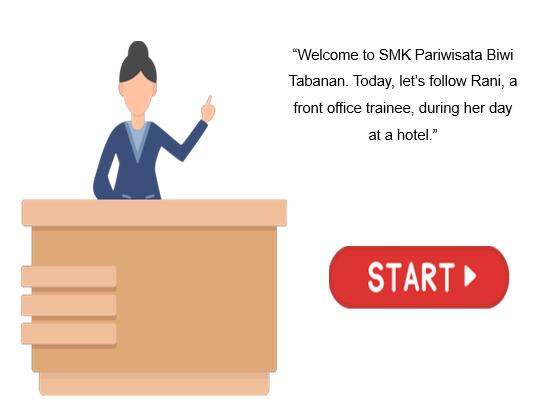 “Welcome to SMK Pariwisata Biwi
Tabanan. Today, let’s follow Rani, a
front office trainee, during her day
at a hotel.”
START